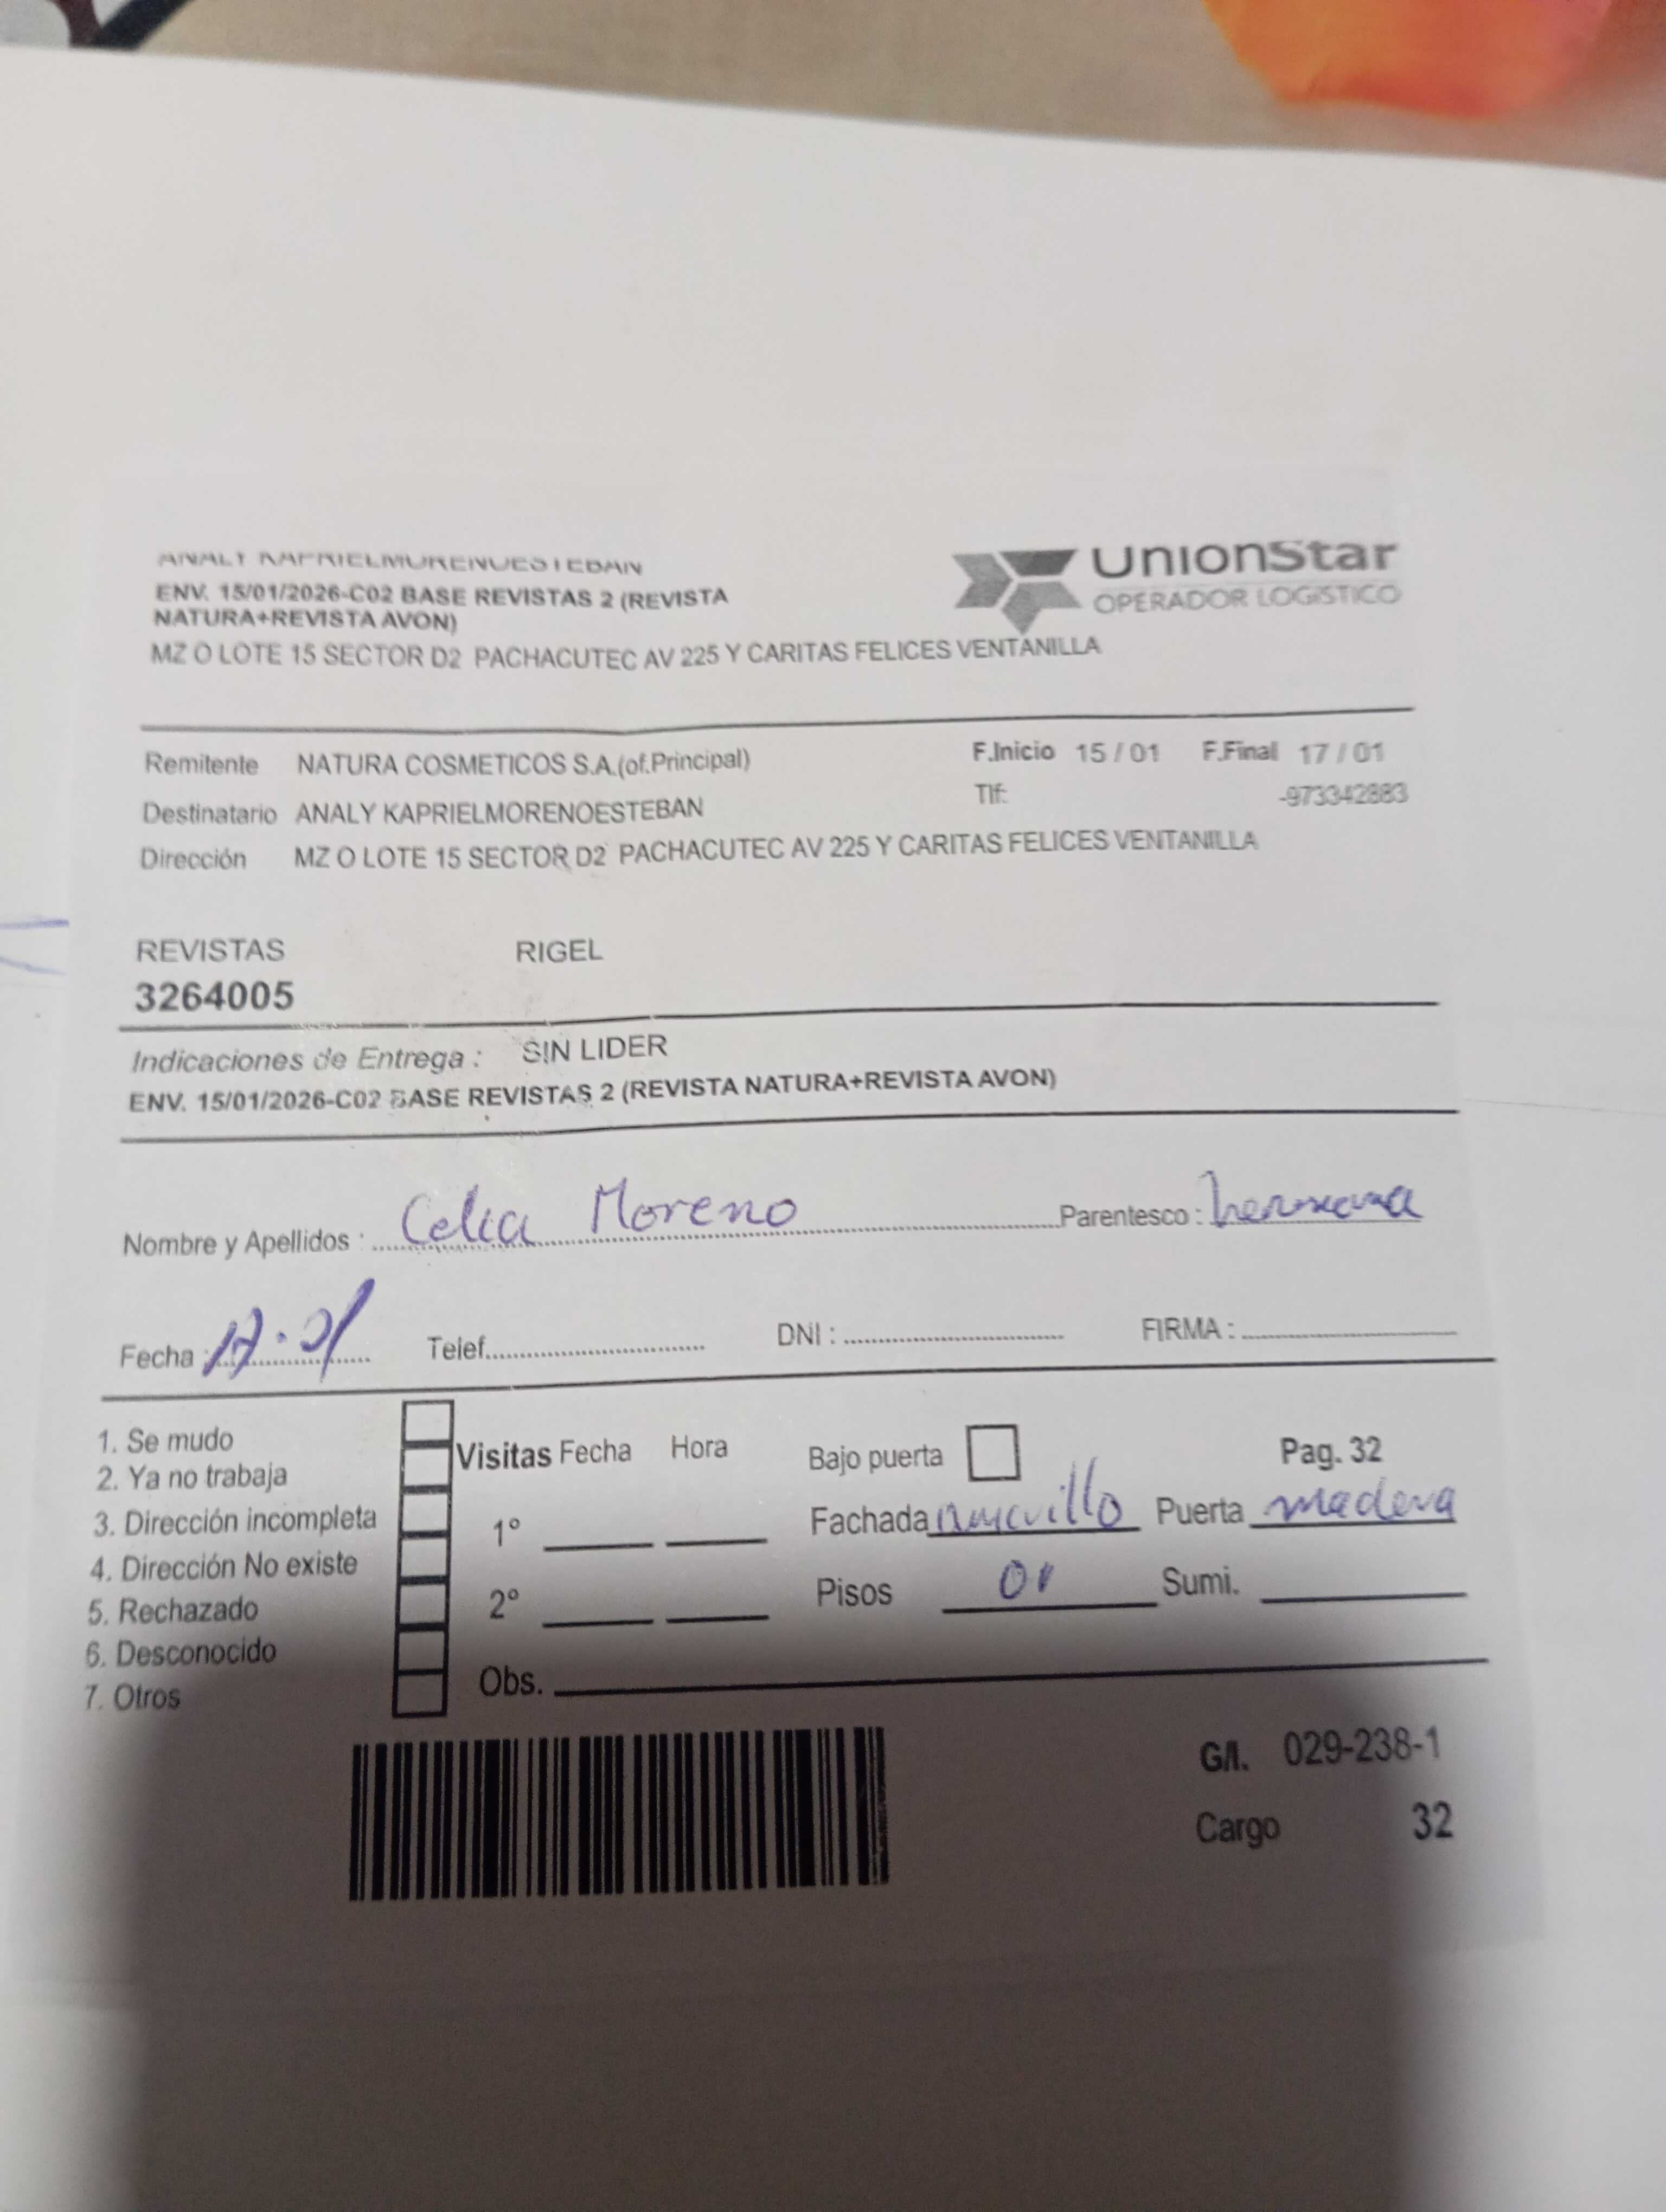 ANALY KAPRIELMORENOESTEBAN
UnionStar
OPERADOR LOGISTICO
ENV. 15/01/2026-C02 BASE REVISTAS 2 (REVISTA
NATURA+REVISTA AVON)
MZ O LOTE 15 SECTOR D2 PACHACUTEC AV 225 Y CARITAS FELICES VENTANILLA
Remitente NATURA COSMETICOS S.A.(of.Principal) F.Inicio 15 / 01 F.Final 17 / 01
Destinatario ANALY KAPRIELMORENOESTEBAN Tlf: -973342883
Dirección MZ O LOTE 15 SECTOR D2 PACHACUTEC AV 225 Y CARITAS FELICES VENTANILLA
REVISTAS RIGEL
3264005
Indicaciones de Entrega : SIN LIDER
ENV. 15/01/2026-C02 BASE REVISTAS 2 (REVISTA NATURA+REVISTA AVON)
Nombre y Apellidos : Celia Moreno Parentesco : hermana
Fecha : 17.01 Telef. DNI : FIRMA :
1. Se mudo
2. Ya no trabaja
3. Dirección incompleta
4. Dirección No existe
5. Rechazado
6. Desconocido
7. Otros
Visitas Fecha Hora
1°
2°
Obs.
Bajo puerta Pag. 32
Fachada amarillo Puerta madera
Pisos 01 Sumi.
G/I. 029-238-1
Cargo 32